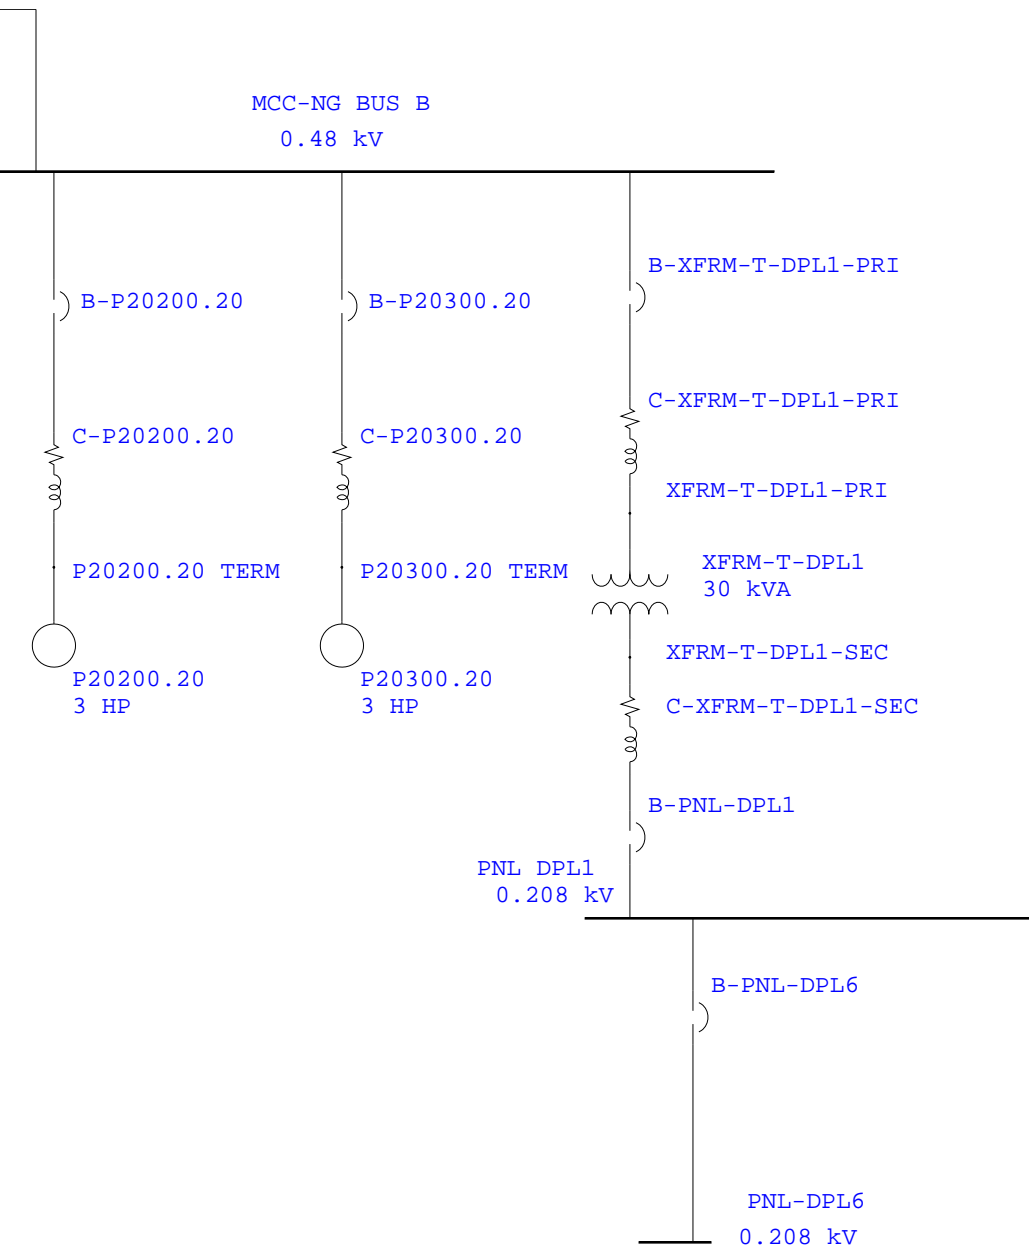 MCC-NG BUS B
0.48 kV
B-XFRM-T-DPL1-PRI
B-P20200.20
B-P20300.20
C-XFRM-T-DPL1-PRI
C-P20200.20
C-P20300.20
XFRM-T-DPL1-PRI
XFRM-T-DPL1
30 kVA
P20200.20 TERM
P20300.20 TERM
XFRM-T-DPL1-SEC
P20200.20
3 HP
P20300.20
3 HP
C-XFRM-T-DPL1-SEC
B-PNL-DPL1
PNL DPL1
0.208 kV
B-PNL-DPL6
PNL-DPL6
0.208 kV